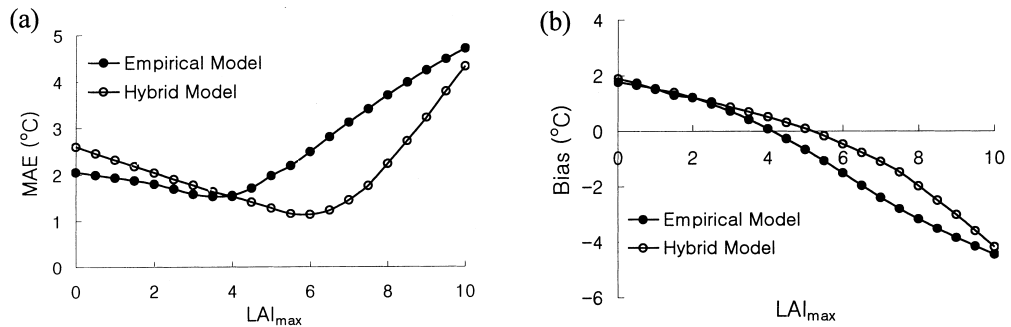 (a)
5
4
3
2
1
0
MAE (°C)
Empirical Model
Hybrid Model
0 2 4 6 8 10
LAImax
(b)
4
2
0
−2
−4
−6
Bias (°C)
0 2 4 6 8 10
Empirical Model
Hybrid Model
LAImax